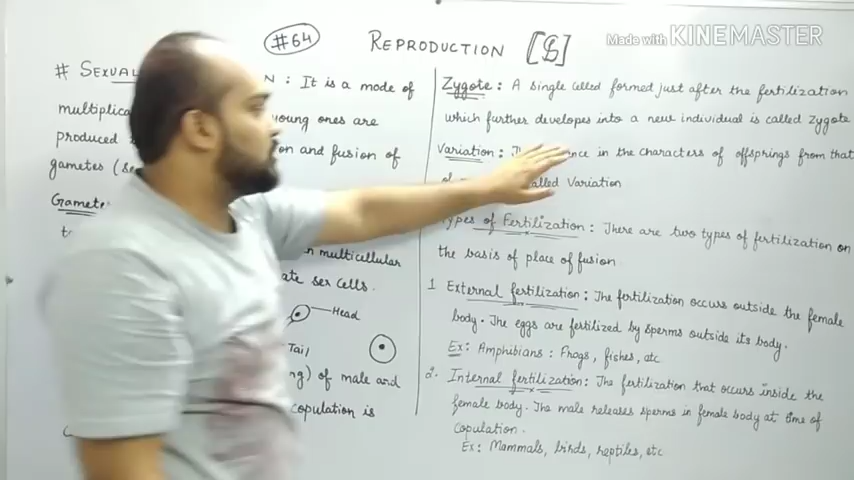 #64
REPRODUCTION
Made with KINEMASTER
# SEXUAL N : It is a mode of
young ones are
produced on and fusion of
gametes
Gamete
n multicellular
ate sex cells.
Head
Tail
ng) of male and
copulation is
Zygote : A single celled formed just after the fertilization
which further developes into a new individual is called zygote
Variation : in the characters of offsprings from that
called Variation
Types of Fertilization : There are two types of fertilization on
the basis of place of fusion
1 External fertilization : The fertilization occurs outside the female
body. The eggs are fertilized by sperms outside its body.
Ex : Amphibians : Frogs, fishes, etc
2. Internal fertilization : The fertilization that occurs inside the
female body. The male releases sperms in female body at time of
copulation.
Ex : Mammals, birds, reptiles, etc